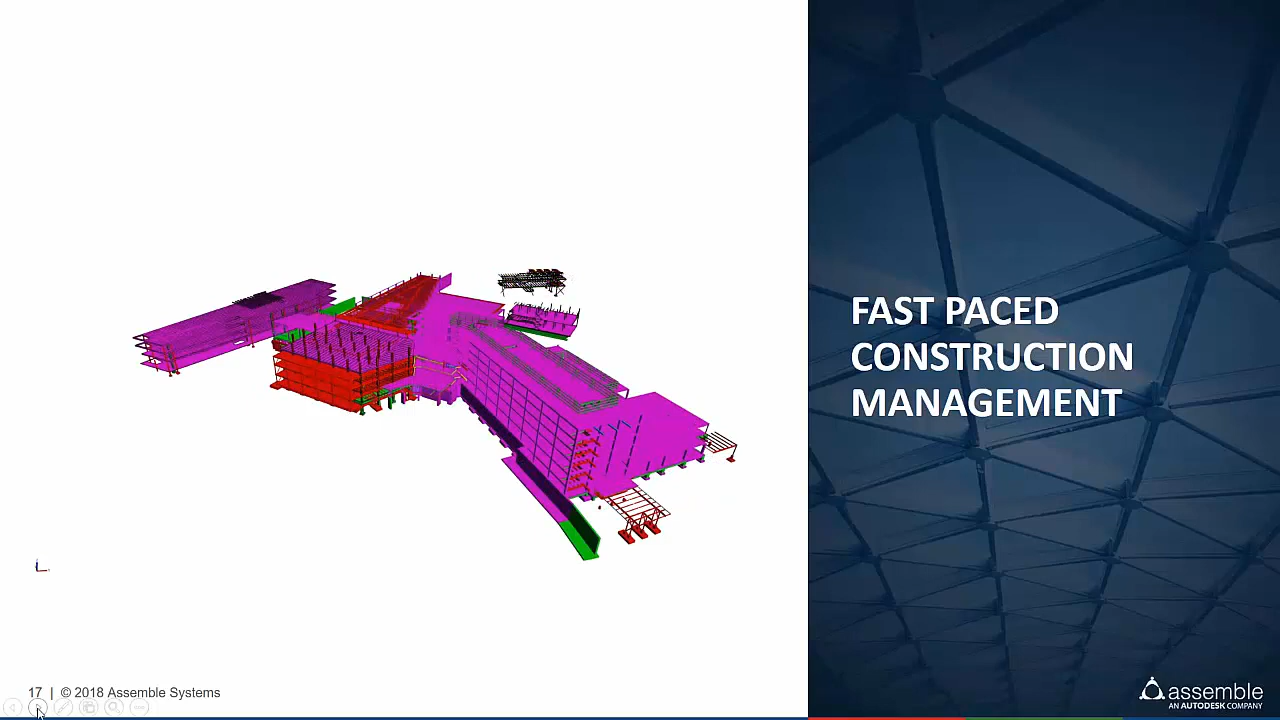 FAST PACED
CONSTRUCTION
MANAGEMENT
17 | © 2018 Assemble Systems
assemble
AN AUTODESK COMPANY